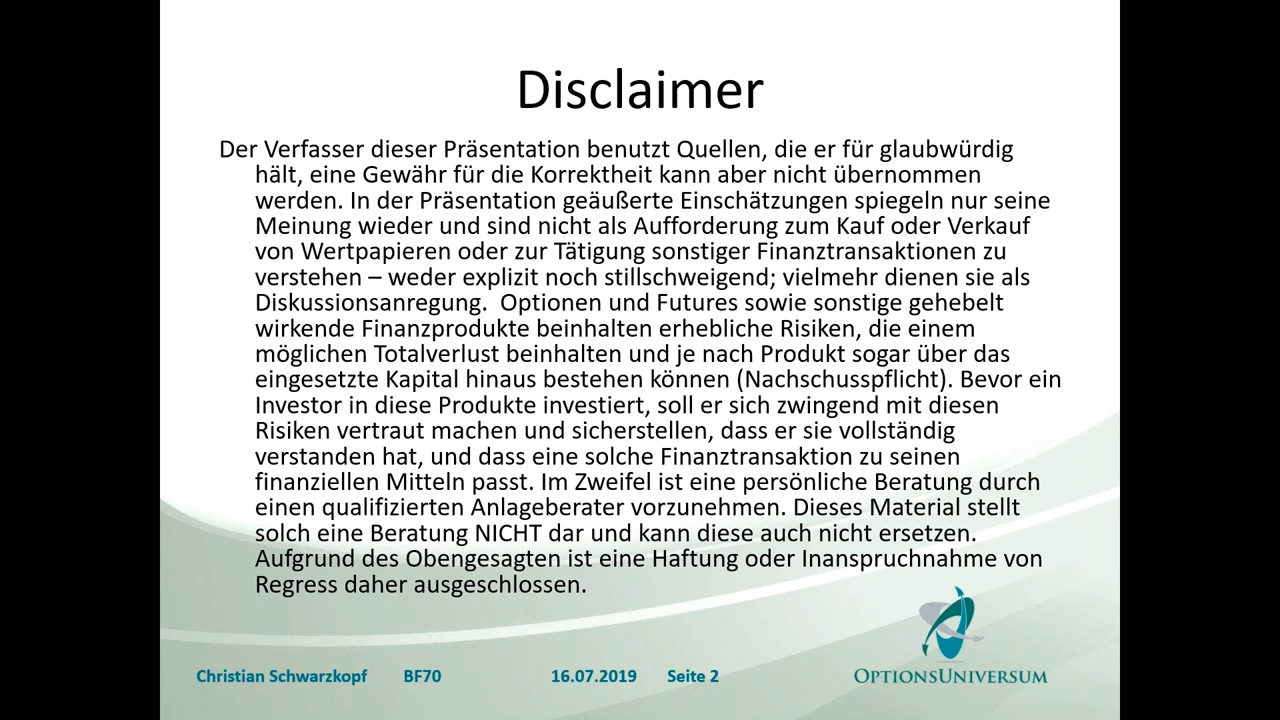 Disclaimer
Der Verfasser dieser Präsentation benutzt Quellen, die er für glaubwürdig
hält, eine Gewähr für die Korrektheit kann aber nicht übernommen
werden. In der Präsentation geäußerte Einschätzungen spiegeln nur seine
Meinung wieder und sind nicht als Aufforderung zum Kauf oder Verkauf
von Wertpapieren oder zur Tätigung sonstiger Finanztransaktionen zu
verstehen – weder explizit noch stillschweigend; vielmehr dienen sie als
Diskussionsanregung.  Optionen und Futures sowie sonstige gehebelt
wirkende Finanzprodukte beinhalten erhebliche Risiken, die einem
möglichen Totalverlust beinhalten und je nach Produkt sogar über das
eingesetzte Kapital hinaus bestehen können (Nachschusspflicht). Bevor ein
Investor in diese Produkte investiert, soll er sich zwingend mit diesen
Risiken vertraut machen und sicherstellen, dass er sie vollständig
verstanden hat, und dass eine solche Finanztransaktion zu seinen
finanziellen Mitteln passt. Im Zweifel ist eine persönliche Beratung durch
einen qualifizierten Anlageberater vorzunehmen. Dieses Material stellt
solch eine Beratung NICHT dar und kann diese auch nicht ersetzen.
Aufgrund des Obengesagten ist eine Haftung oder Inanspruchnahme von
Regress daher ausgeschlossen.
Christian Schwarzkopf BF70 16.07.2019 Seite 2 OPTIONSUNIVERSUM